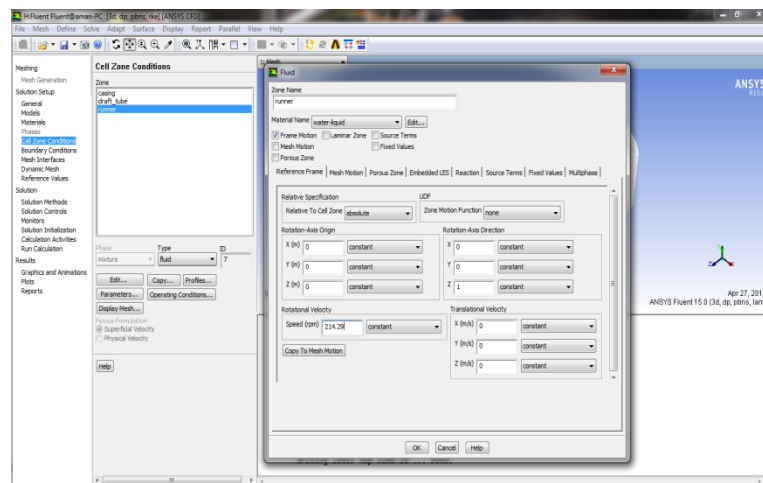 H:Fluent Fluent@aman-PC [3d, dp, pbns, rke] [ANSYS CFD]
File Mesh Define Solve Adapt Surface Display Report Parallel View Help
Meshing
Mesh Generation
Solution Setup
General
Models
Materials
Phases
Cell Zone Conditions
Boundary Conditions
Mesh Interfaces
Dynamic Mesh
Reference Values
Solution
Solution Methods
Solution Controls
Monitors
Solution Initialization
Calculation Activities
Run Calculation
Results
Graphics and Animations
Plots
Reports
Cell Zone Conditions
Zone
casing
draft_tube
runner
Phase Type ID
mixture fluid 7
Edit... Copy... Profiles...
Parameters... Operating Conditions...
Display Mesh...
Porous Formulation
Superficial Velocity
Physical Velocity
Help
1: Mesh
Fluid
Zone Name
runner
Material Name water-liquid Edit...
Frame Motion Laminar Zone Source Terms
Mesh Motion Fixed Values
Porous Zone
Reference Frame Mesh Motion Porous Zone Embedded LES Reaction Source Terms Fixed Values Multiphase
Relative Specification UDF
Relative To Cell Zone absolute Zone Motion Function none
Rotation-Axis Origin Rotation-Axis Direction
X (m) 0 constant X 0 constant
Y (m) 0 constant Y 0 constant
Z (m) 0 constant Z 1 constant
Rotational Velocity Translational Velocity
Speed (rpm) 214.29 constant X (m/s) 0 constant
Copy To Mesh Motion Y (m/s) 0 constant
Z (m/s) 0 constant
OK Cancel Help
ANSYS
R15.0
Apr 27, 201
ANSYS Fluent 15.0 (3d, dp, pbns, lam